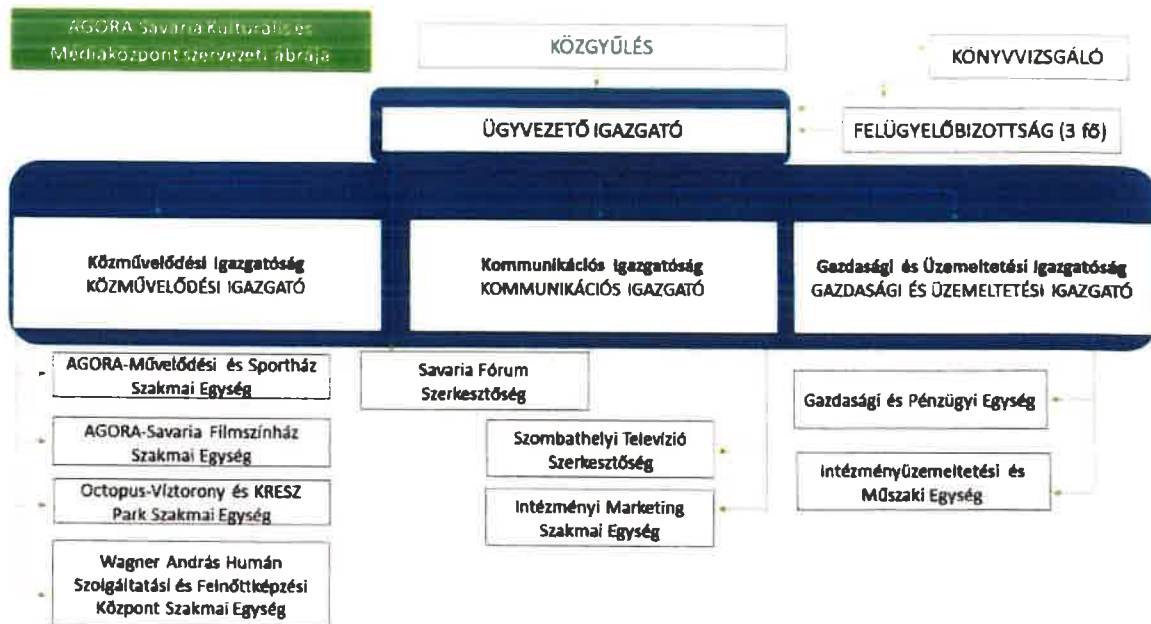 AGORA Savaria Kulturális és
Médiaközpont szervezeti ábrája
KÖZGYŰLÉS
KÖNYVVIZSGÁLÓ
ÜGYVEZETŐ IGAZGATÓ
FELÜGYELŐBIZOTTSÁG (3 fő)
Közművelődési Igazgatóság
KÖZMŰVELŐDÉSI IGAZGATÓ
Kommunikációs Igazgatóság
KOMMUNIKÁCIÓS IGAZGATÓ
Gazdasági és Üzemeltetési Igazgatóság
GAZDASÁGI ÉS ÜZEMELTETÉSI IGAZGATÓ
AGORA-Művelődési és Sportház
Szakmai Egység
AGORA-Savaria Filmszínház
Szakmai Egység
Octopus-Víztorony és KRESZ
Park Szakmai Egység
Wagner András Humán
Szolgáltatási és Felnőttképzési
Központ Szakmai Egység
Savaria Fórum
Szerkesztőség
Szombathelyi Televízió
Szerkesztőség
Intézményi Marketing
Szakmai Egység
Gazdasági és Pénzügyi Egység
Intézményüzemeltetési és
Műszaki Egység